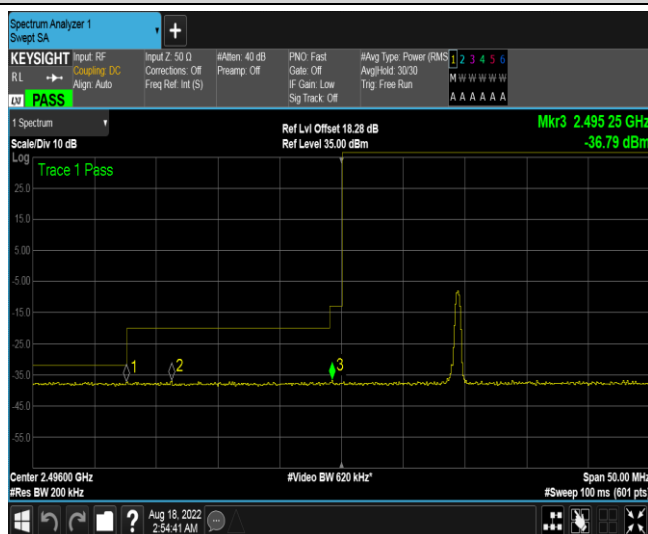 Spectrum Analyzer 1
Swept SA
+
KEYSIGHT Input: RF
RL Coupling: DC
Align: Auto
Input Z: 50 Ω
Corrections: Off
Freq Ref: Int (S)
#Atten: 40 dB
Preamp: Off
PNO: Fast
Gate: Off
IF Gain: Low
Sig Track: Off
#Avg Type: Power (RMS
Avg|Hold: 30/30
Trig: Free Run
1 2 3 4 5 6
M W W W W W
A A A A A A
LXI PASS
1 Spectrum
Scale/Div 10 dB
Ref Lvl Offset 18.28 dB
Ref Level 35.00 dBm
Mkr3 2.495 25 GHz
-36.79 dBm
Log
Trace 1 Pass
25.0
15.0
5.00
-5.00
-15.0
-25.0
-35.0
-45.0
-55.0
1
2
3
Center 2.49600 GHz
#Res BW 200 kHz
#Video BW 620 kHz*
Span 50.00 MHz
#Sweep 100 ms (601 pts)
?
Aug 18, 2022
2:54:41 AM